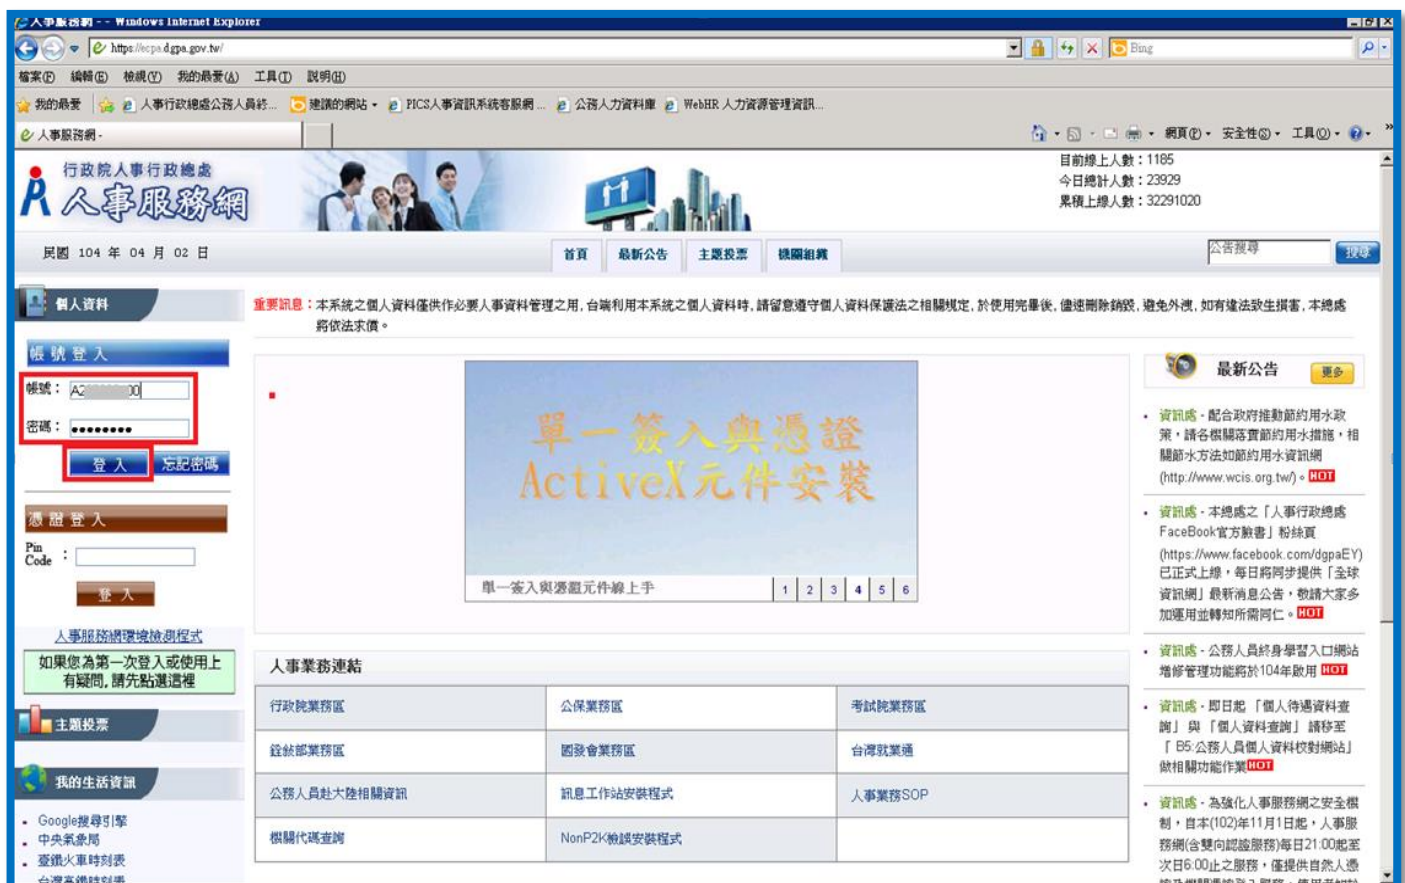 人事服務網 - - Windows Internet Explorer
https://ecpa.dgpa.gov.tw/
Bing
檔案(F) 編輯(E) 檢視(V) 我的最愛(A) 工具(T) 說明(H)
我的最愛 人事行政總處公務人員終... 建議的網站 PICS人事資訊系統客服網 ... 公務人力資料庫 WebHR 人力資源管理資訊...
人事服務網 -
網頁(P) 安全性(S) 工具(O)
行政院人事行政總處
人事服務網
目前線上人數：1185
今日總計人數：23929
累積上線人數：32291020
民國 104 年 04 月 02 日
首頁 最新公告 主題投票 機關組織
公告搜尋 搜尋
個人資料
重要訊息：本系統之個人資料僅供作必要人事資料管理之用, 台端利用本系統之個人資料時, 請留意遵守個人資料保護法之相關規定, 於使用完畢後, 儘速刪除銷毀, 避免外洩, 如有違法致生損害, 本總處
將依法求償。
帳號登入
帳號： A2 00
密碼： ●●●●●●●●
登入 忘記密碼
憑證登入
Pin
Code ：
登入
人事服務網環境檢測程式
如果您為第一次登入或使用上
有疑問, 請先點選這裡
主題投票
我的生活資訊
Google搜尋引擎
中央氣象局
臺鐵火車時刻表
台灣高鐵時刻表
單一簽入與憑證
ActiveX元件安裝
單一簽入與憑證元件線上手
1 2 3 4 5 6
人事業務連結
行政院業務區 公保業務區 考試院業務區
銓敘部業務區 國發會業務區 台灣就業通
公務人員赴大陸相關資訊 訊息工作站安裝程式 人事業務SOP
機關代碼查詢 NonP2K檢誤安裝程式
最新公告 更多
資訊處 - 配合政府推動節約用水政
策，請各機關落實節約用水措施，相
關節水方法如節約用水資訊網
(http://www.wcis.org.tw/)。HOT
資訊處 - 本總處之「人事行政總處
FaceBook官方臉書」粉絲頁
(https://www.facebook.com/dgpaEY)
已正式上線，每日將同步提供「全球
資訊網」最新消息公告，敬請大家多
加運用並轉知所需同仁。HOT
資訊處 - 公務人員終身學習入口網站
增修管理功能將於104年啟用 HOT
資訊處 - 即日起 「個人待遇資料查
詢」 與 「個人資料查詢」 請移至
「 B5:公務人員個人資料校對網站」
做相關功能作業HOT
資訊處 - 為強化人事服務網之安全機
制，自本(102)年11月1日起，人事服
務網(含雙向認證服務)每日21:00起至
次日6:00止之服務，僅提供自然人憑